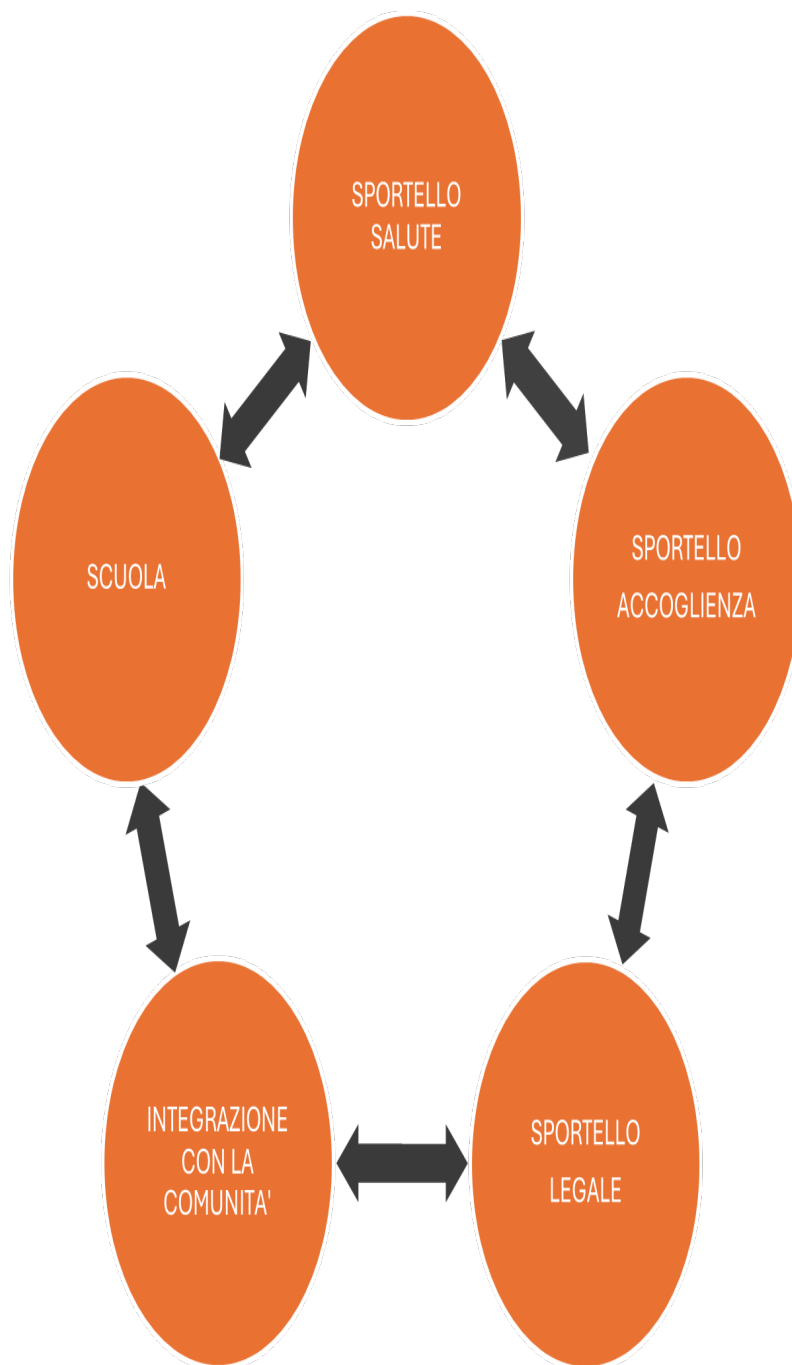 SPORTELLO
SALUTE
SCUOLA
SPORTELLO
ACCOGLIENZA
INTEGRAZIONE
CON LA
COMUNITA'
SPORTELLO
LEGALE